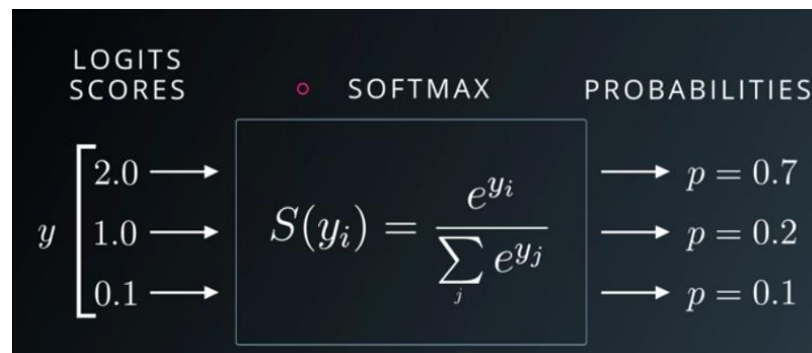 LOGITS
SCORES
SOFTMAX
PROBABILITIES
y
2.0
1.0
0.1
S(y_i) = \frac{e^{y_i}}{\sum_j e^{y_j}}
p = 0.7
p = 0.2
p = 0.1